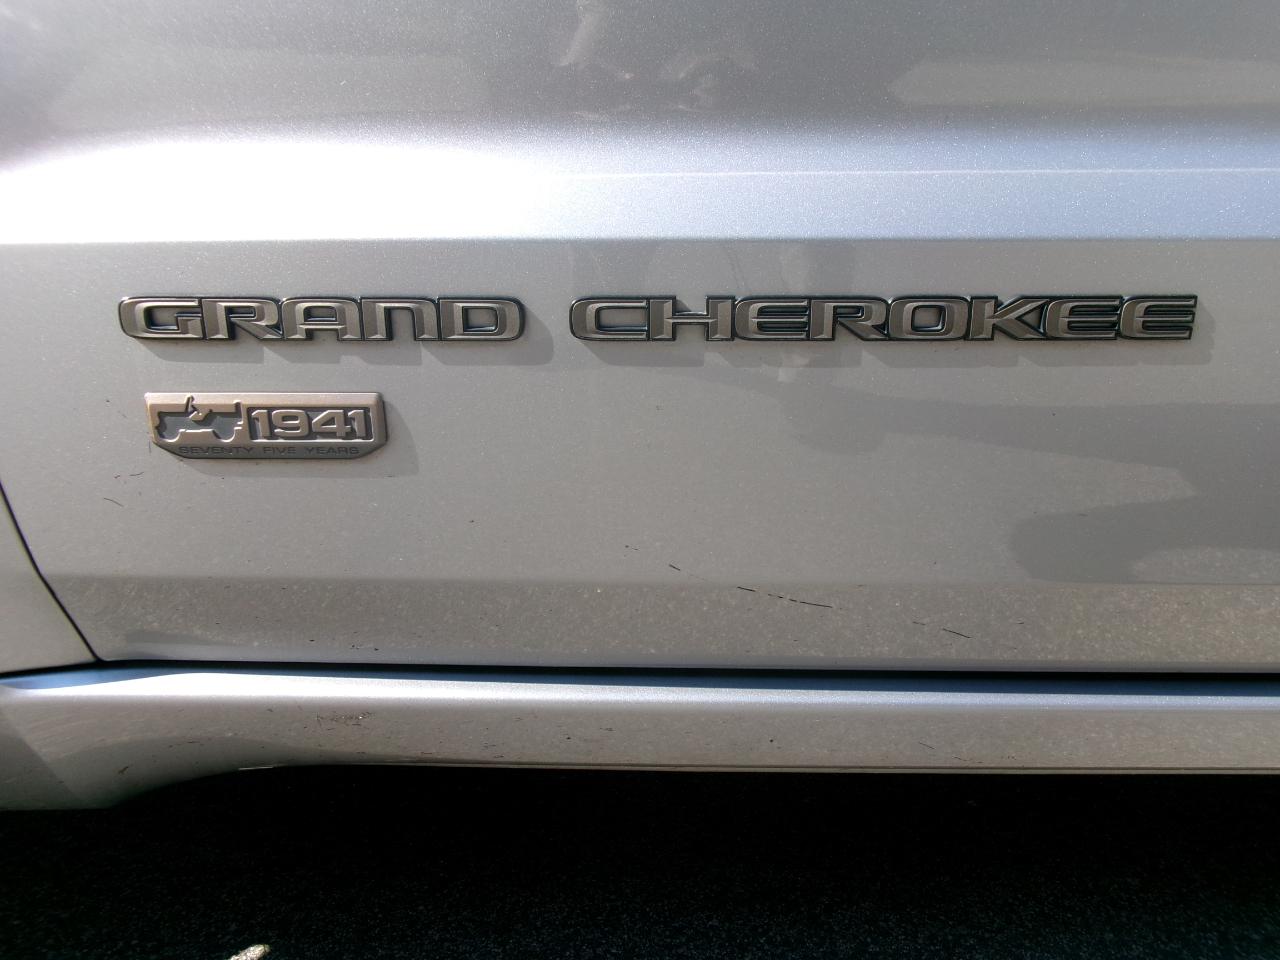 GRAND CHEROKEE
1941
SEVENTY FIVE YEARS